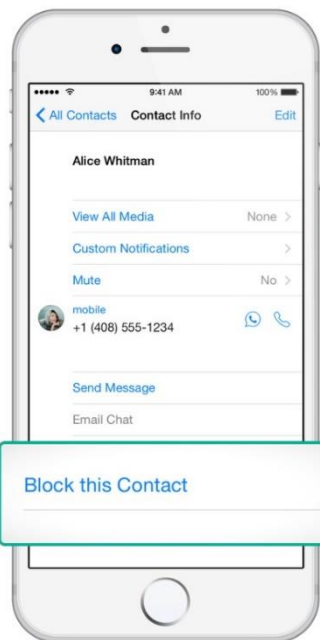 9:41 AM 100%
All Contacts Contact Info Edit
Alice Whitman
View All Media None
Custom Notifications
Mute No
mobile
+1 (408) 555-1234
Send Message
Email Chat
Block this Contact